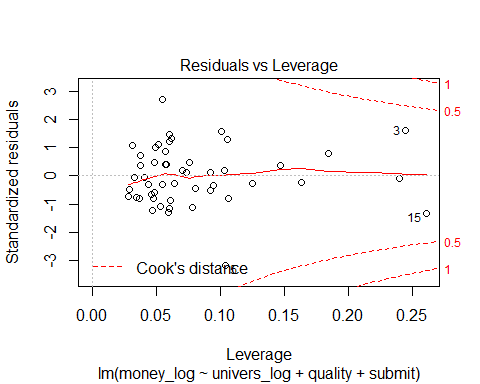 Residuals vs Leverage
Standardized residuals
3
2
1
0
-1
-2
-3
0.00 0.05 0.10 0.15 0.20 0.25
1
0.5
0.5
1
3
15
Cook's distance
Leverage
lm(money_log ~ univers_log + quality + submit)